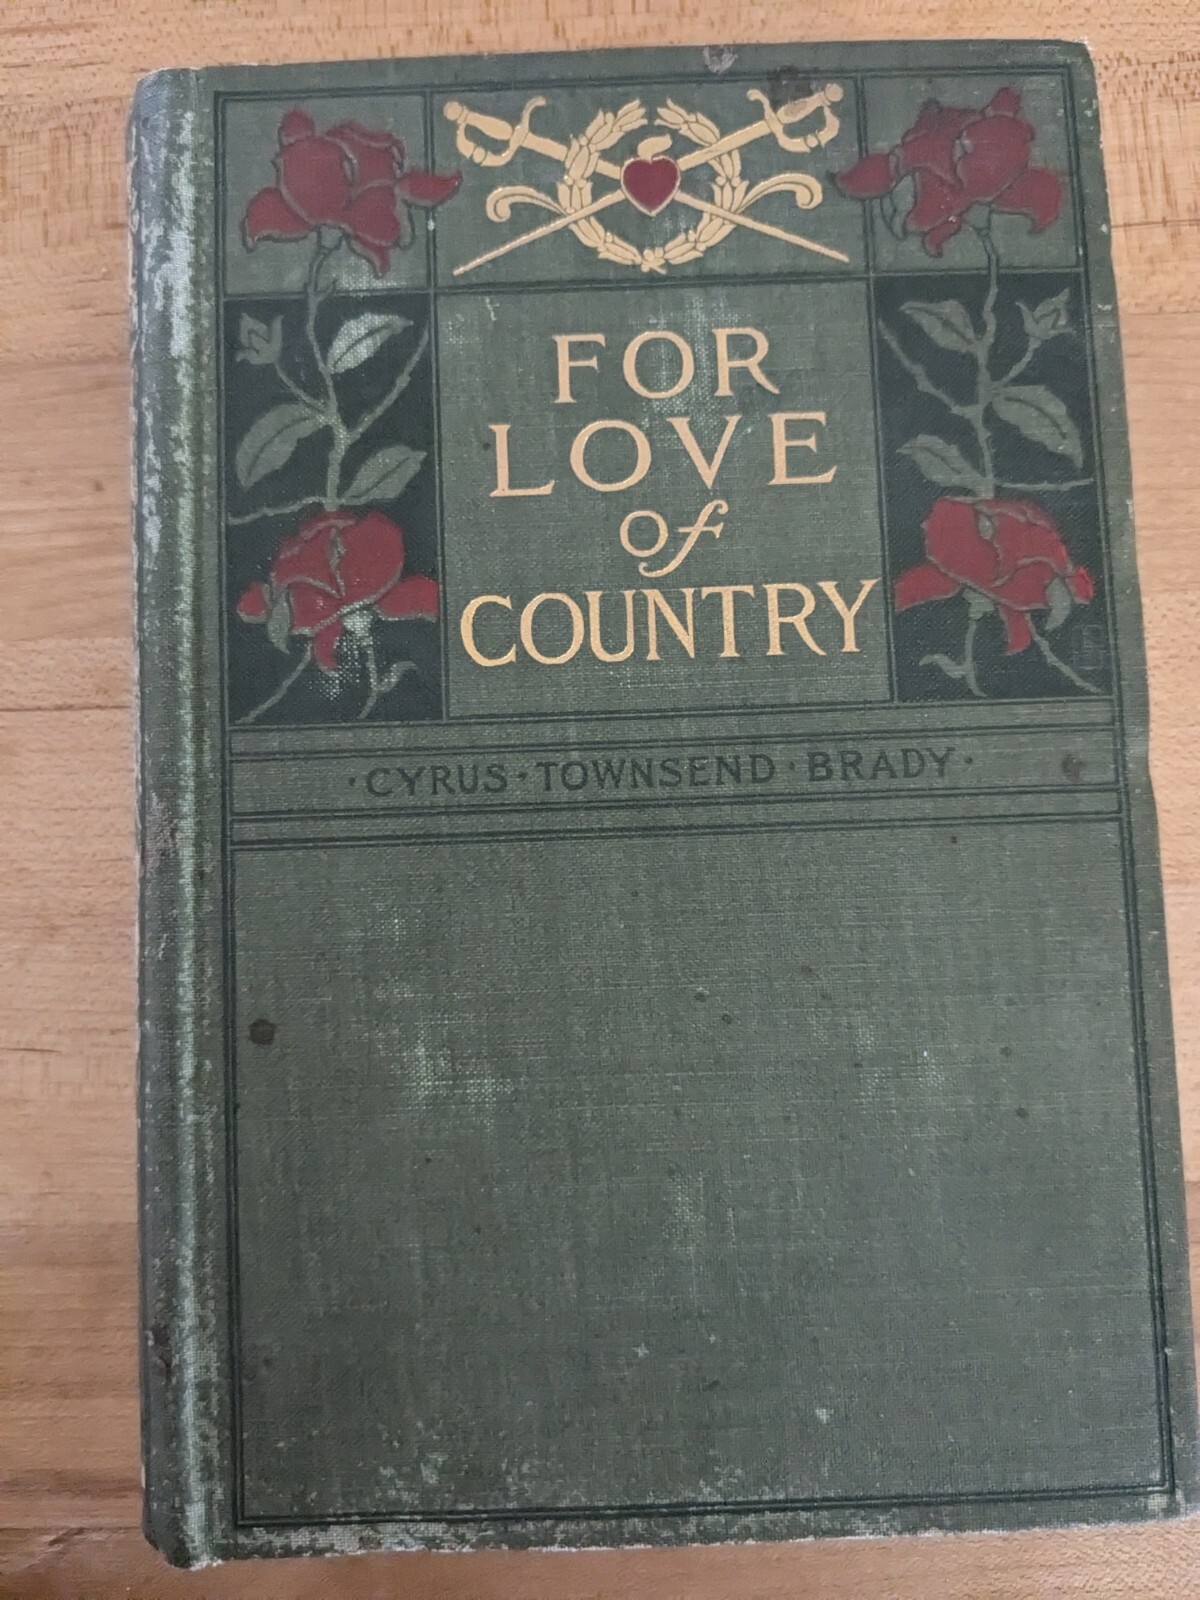 FOR
LOVE
of
COUNTRY
·CYRUS·TOWNSEND·BRADY·